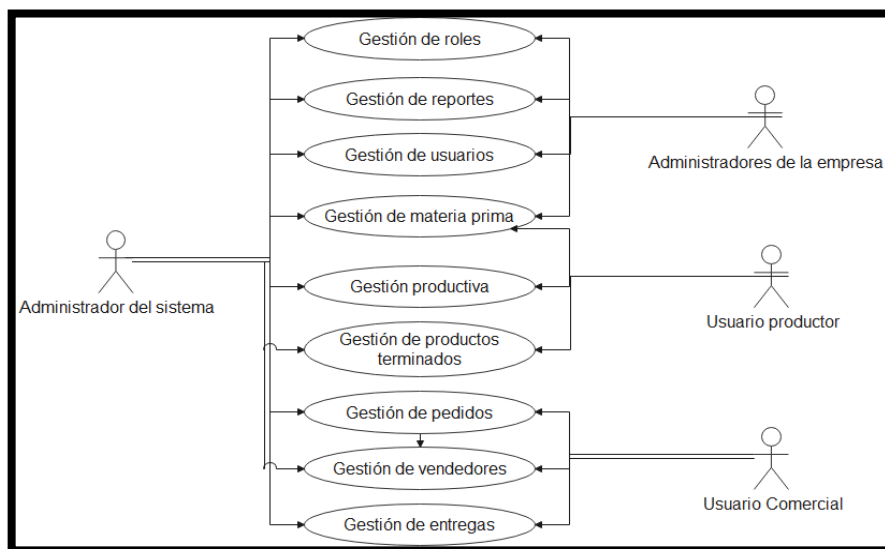 Gestión de roles
Gestión de reportes
Gestión de usuarios
Administradores de la empresa
Gestión de materia prima
Administrador del sistema
Gestión productiva
Usuario productor
Gestión de productos
terminados
Gestión de pedidos
Gestión de vendedores
Usuario Comercial
Gestión de entregas